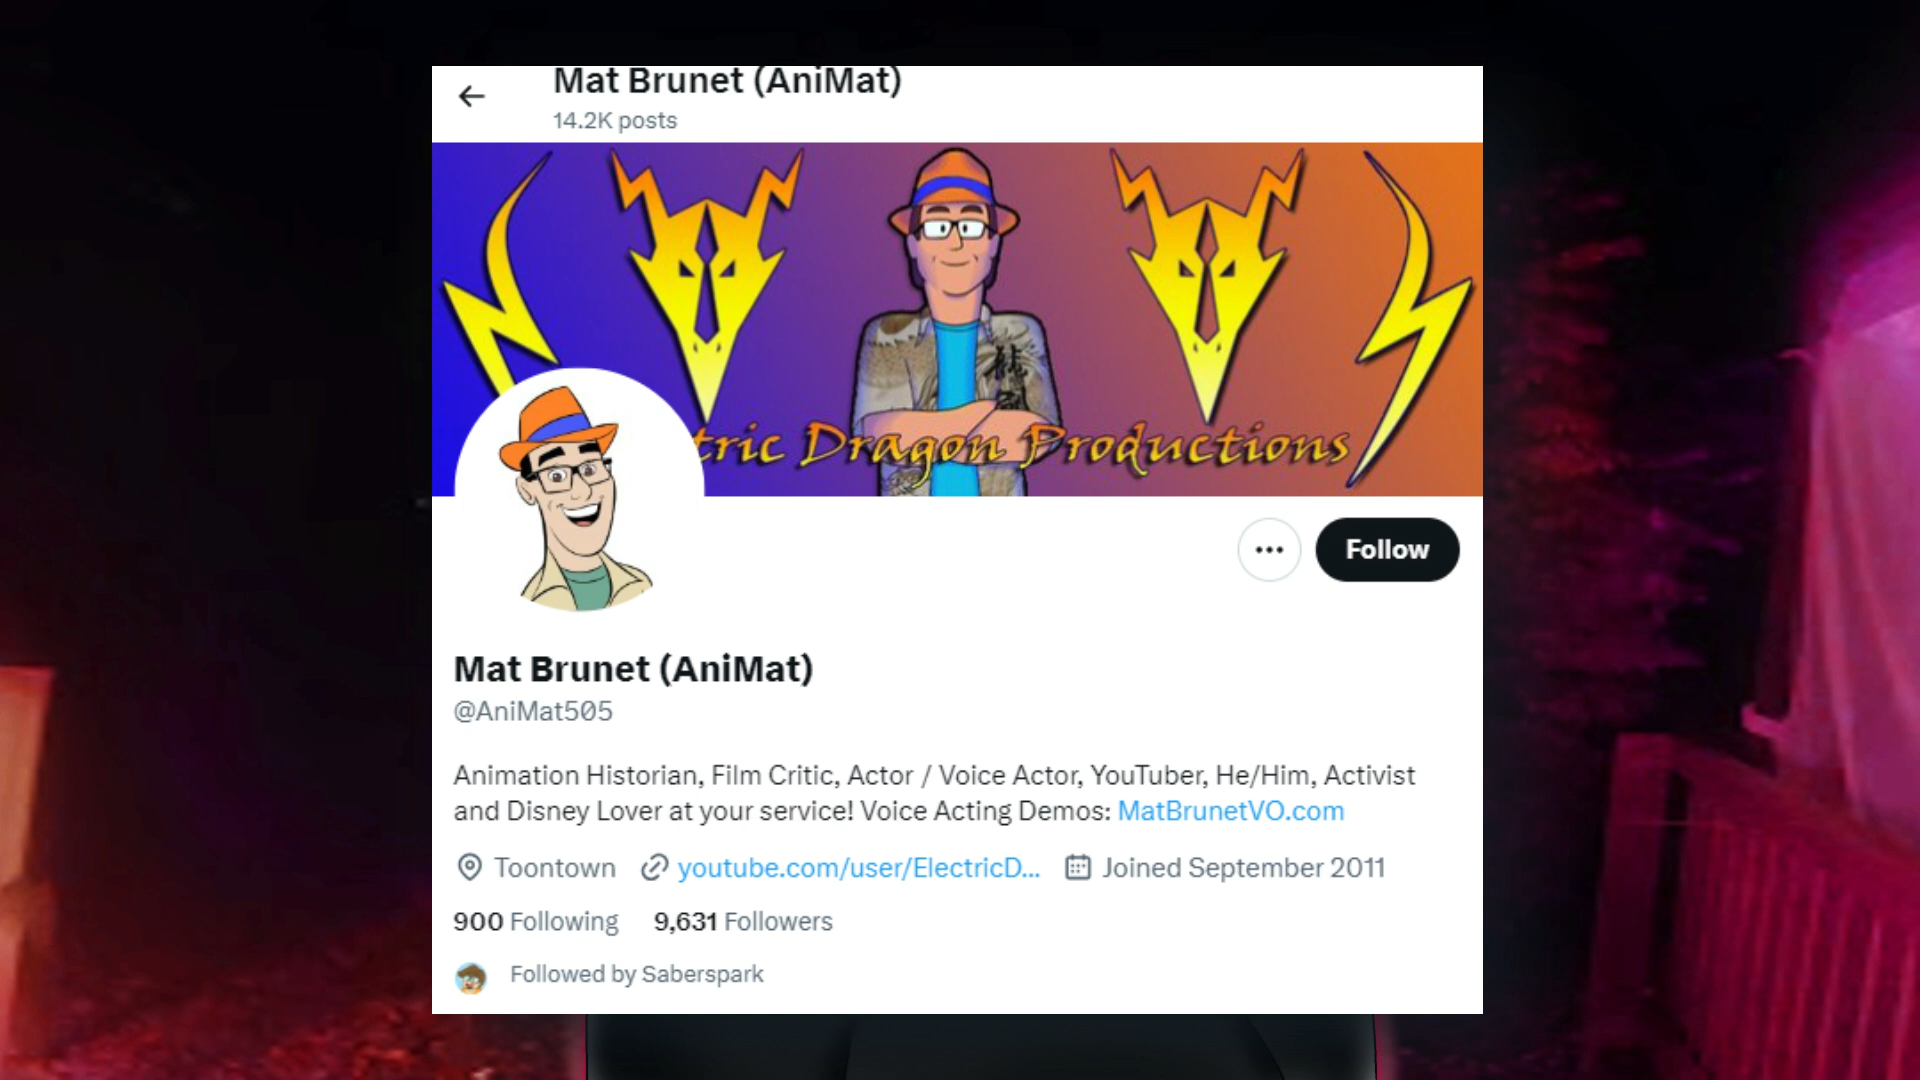 Mat Brunet (AniMat)
14.2K posts
龍
tric Dragon Productions
Follow
Mat Brunet (AniMat)
@AniMat505
Animation Historian, Film Critic, Actor / Voice Actor, YouTuber, He/Him, Activist
and Disney Lover at your service! Voice Acting Demos: MatBrunetVO.com
Toontown youtube.com/user/ElectricD... Joined September 2011
900 Following 9,631 Followers
Followed by Saberspark